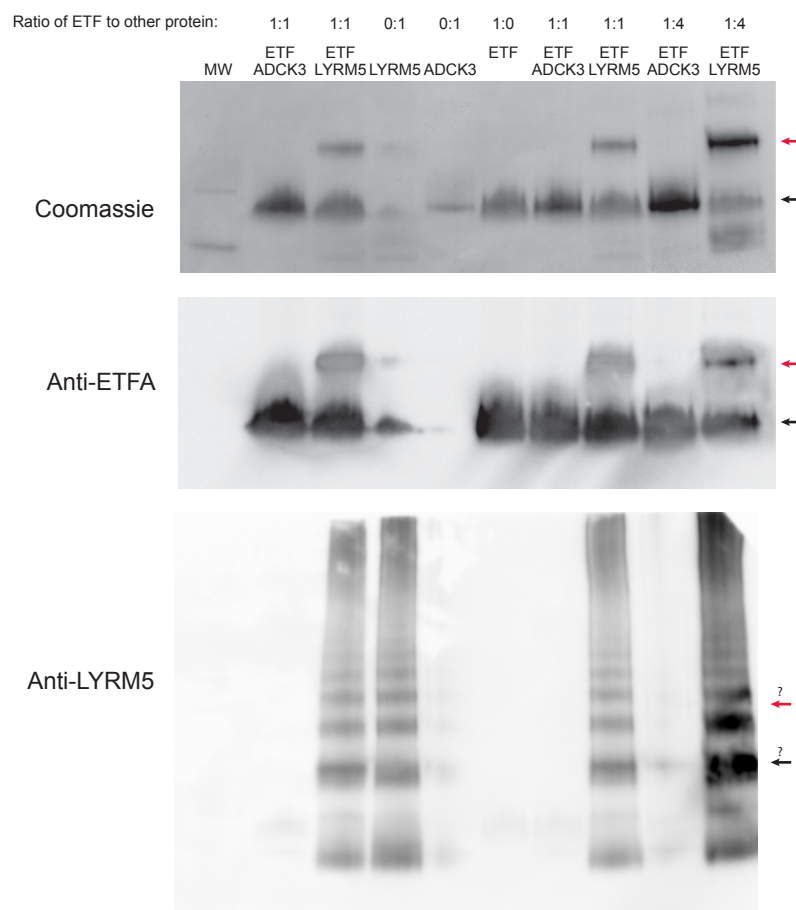 Ratio of ETF to other protein: 1:1 1:1 0:1 0:1 1:0 1:1 1:1 1:4 1:4
ETF ETF ETF ETF ETF ETF ETF
MW ADCK3 LYRM5 LYRM5 ADCK3 ADCK3 LYRM5 ADCK3 LYRM5
Coomassie
Anti-ETFA
Anti-LYRM5
?
?